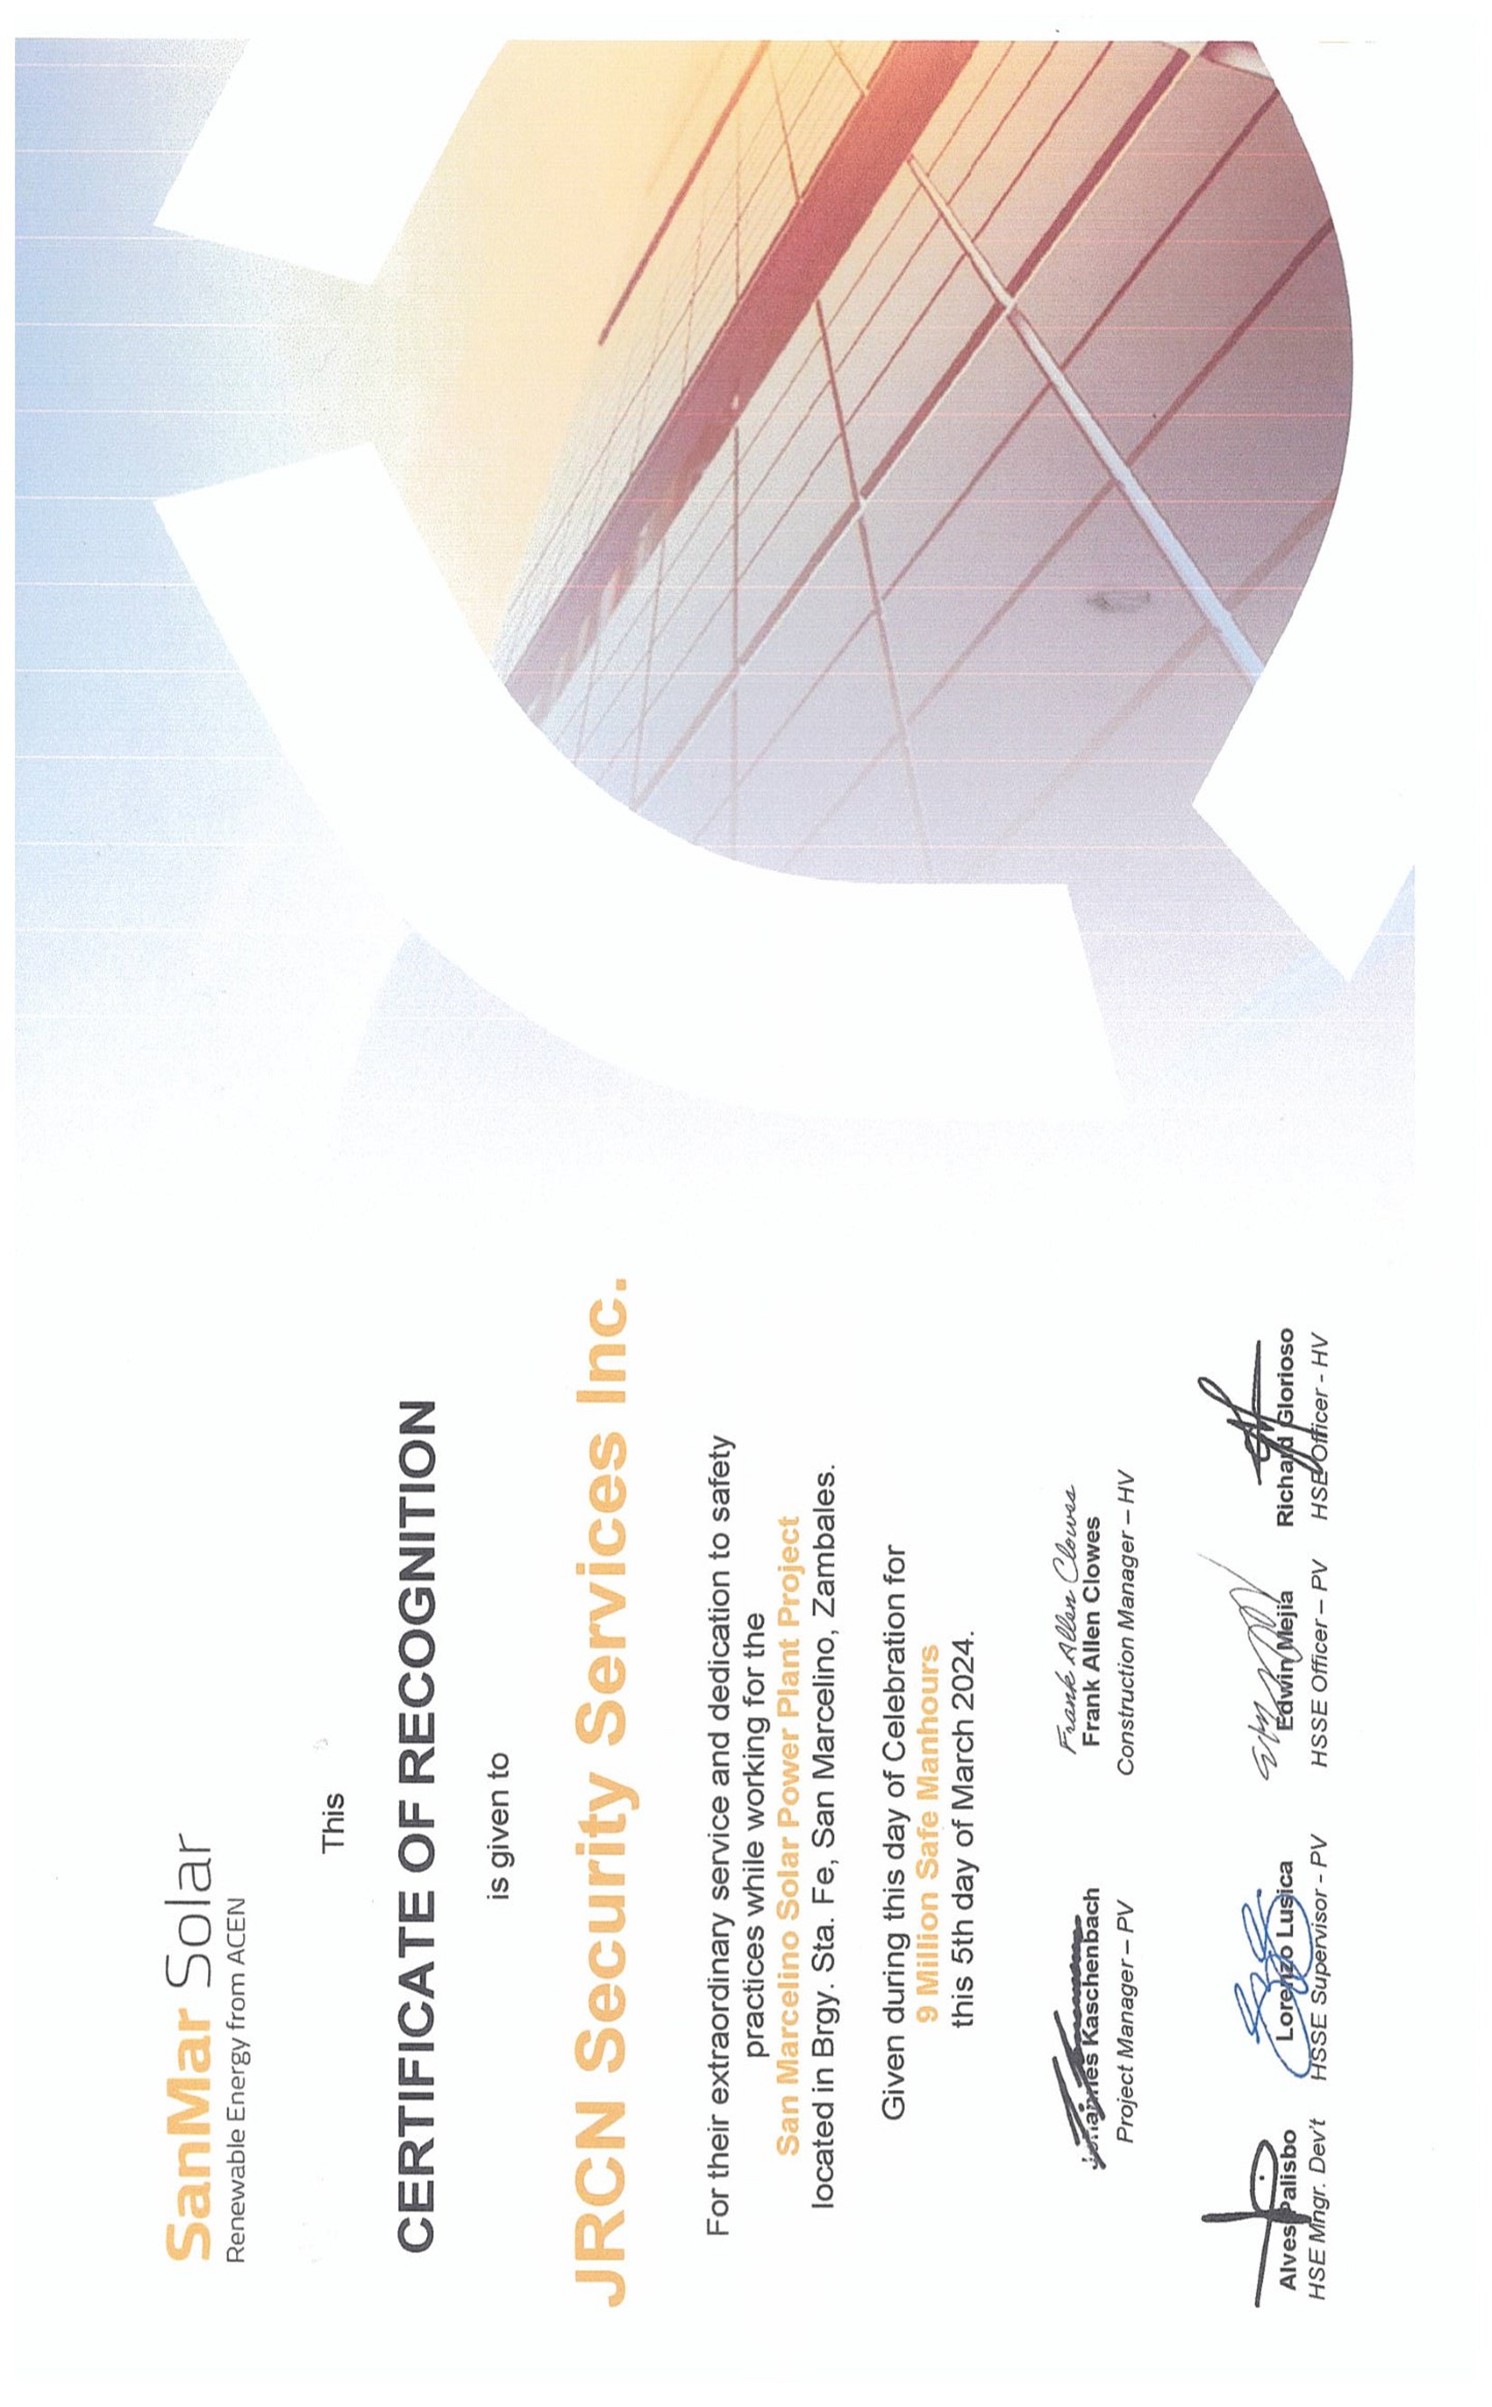 SanMar Solar
Renewable Energy from ACEN
This
CERTIFICATE OF RECOGNITION
is given to
JRCN Security Services Inc.
For their extraordinary service and dedication to safety
practices while working for the
San Marcelino Solar Power Plant Project
located in Brgy. Sta. Fe, San Marcelino, Zambales.
Given during this day of Celebration for
9 Million Safe Manhours
this 5th day of March 2024.
Frank Allen Clowes
Johannes Kaschenbach Frank Allen Clowes
Project Manager – PV Construction Manager – HV
Alves Palisbo Lorenzo Lusica Edwin Mejia Richard Glorioso
HSE Mngr. Dev't HSSE Supervisor - PV HSSE Officer – PV HSE Officer - HV